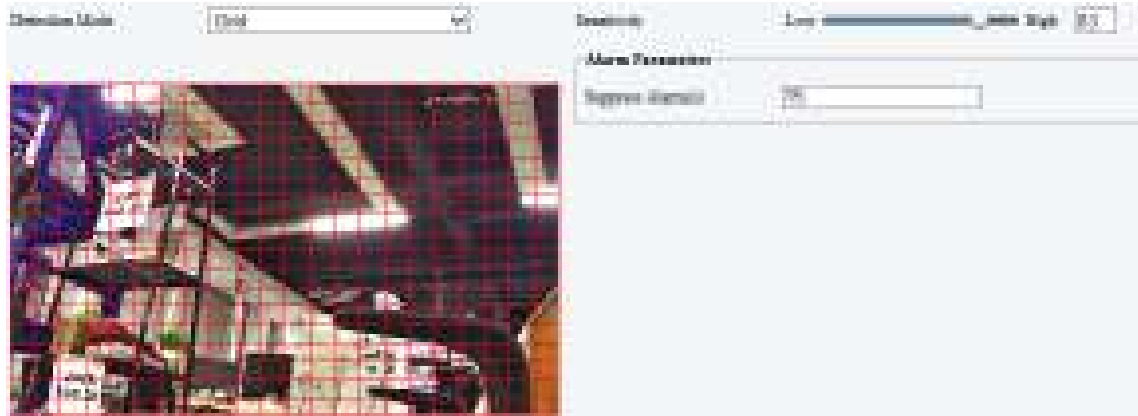 Detection Mode Grid
Sensitivity Low High
Alarm Parameters
Suppress Alarm(s)